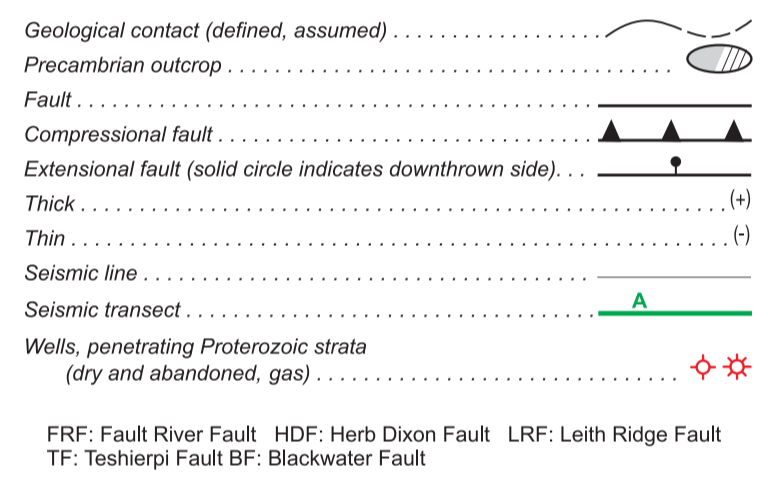 Geological contact (defined, assumed) . . . . . . . . . . . . . . . . . .
Precambrian outcrop . . . . . . . . . . . . . . . . . . . . . . . . . . . . . . . . . . . . . .
Fault . . . . . . . . . . . . . . . . . . . . . . . . . . . . . . . . . . . . . . . . . . . . .
Compressional fault . . . . . . . . . . . . . . . . . . . . . . . . . . . . . . . .
Extensional fault (solid circle indicates downthrown side). . .
Thick . . . . . . . . . . . . . . . . . . . . . . . . . . . . . . . . . . . . . . . . . . . . . . . . . . . . . . . . (+)
Thin . . . . . . . . . . . . . . . . . . . . . . . . . . . . . . . . . . . . . . . . . . . . . . . . . . . . . . . . . (-)
Seismic line . . . . . . . . . . . . . . . . . . . . . . . . . . . . . . . . . . . . . . .
Seismic transect . . . . . . . . . . . . . . . . . . . . . . . . . . . . . . . . . . . A
Wells, penetrating Proterozoic strata
(dry and abandoned, gas) . . . . . . . . . . . . . . . . . . . . . . . . . . . . . . .
FRF: Fault River Fault HDF: Herb Dixon Fault LRF: Leith Ridge Fault
TF: Teshierpi Fault BF: Blackwater Fault